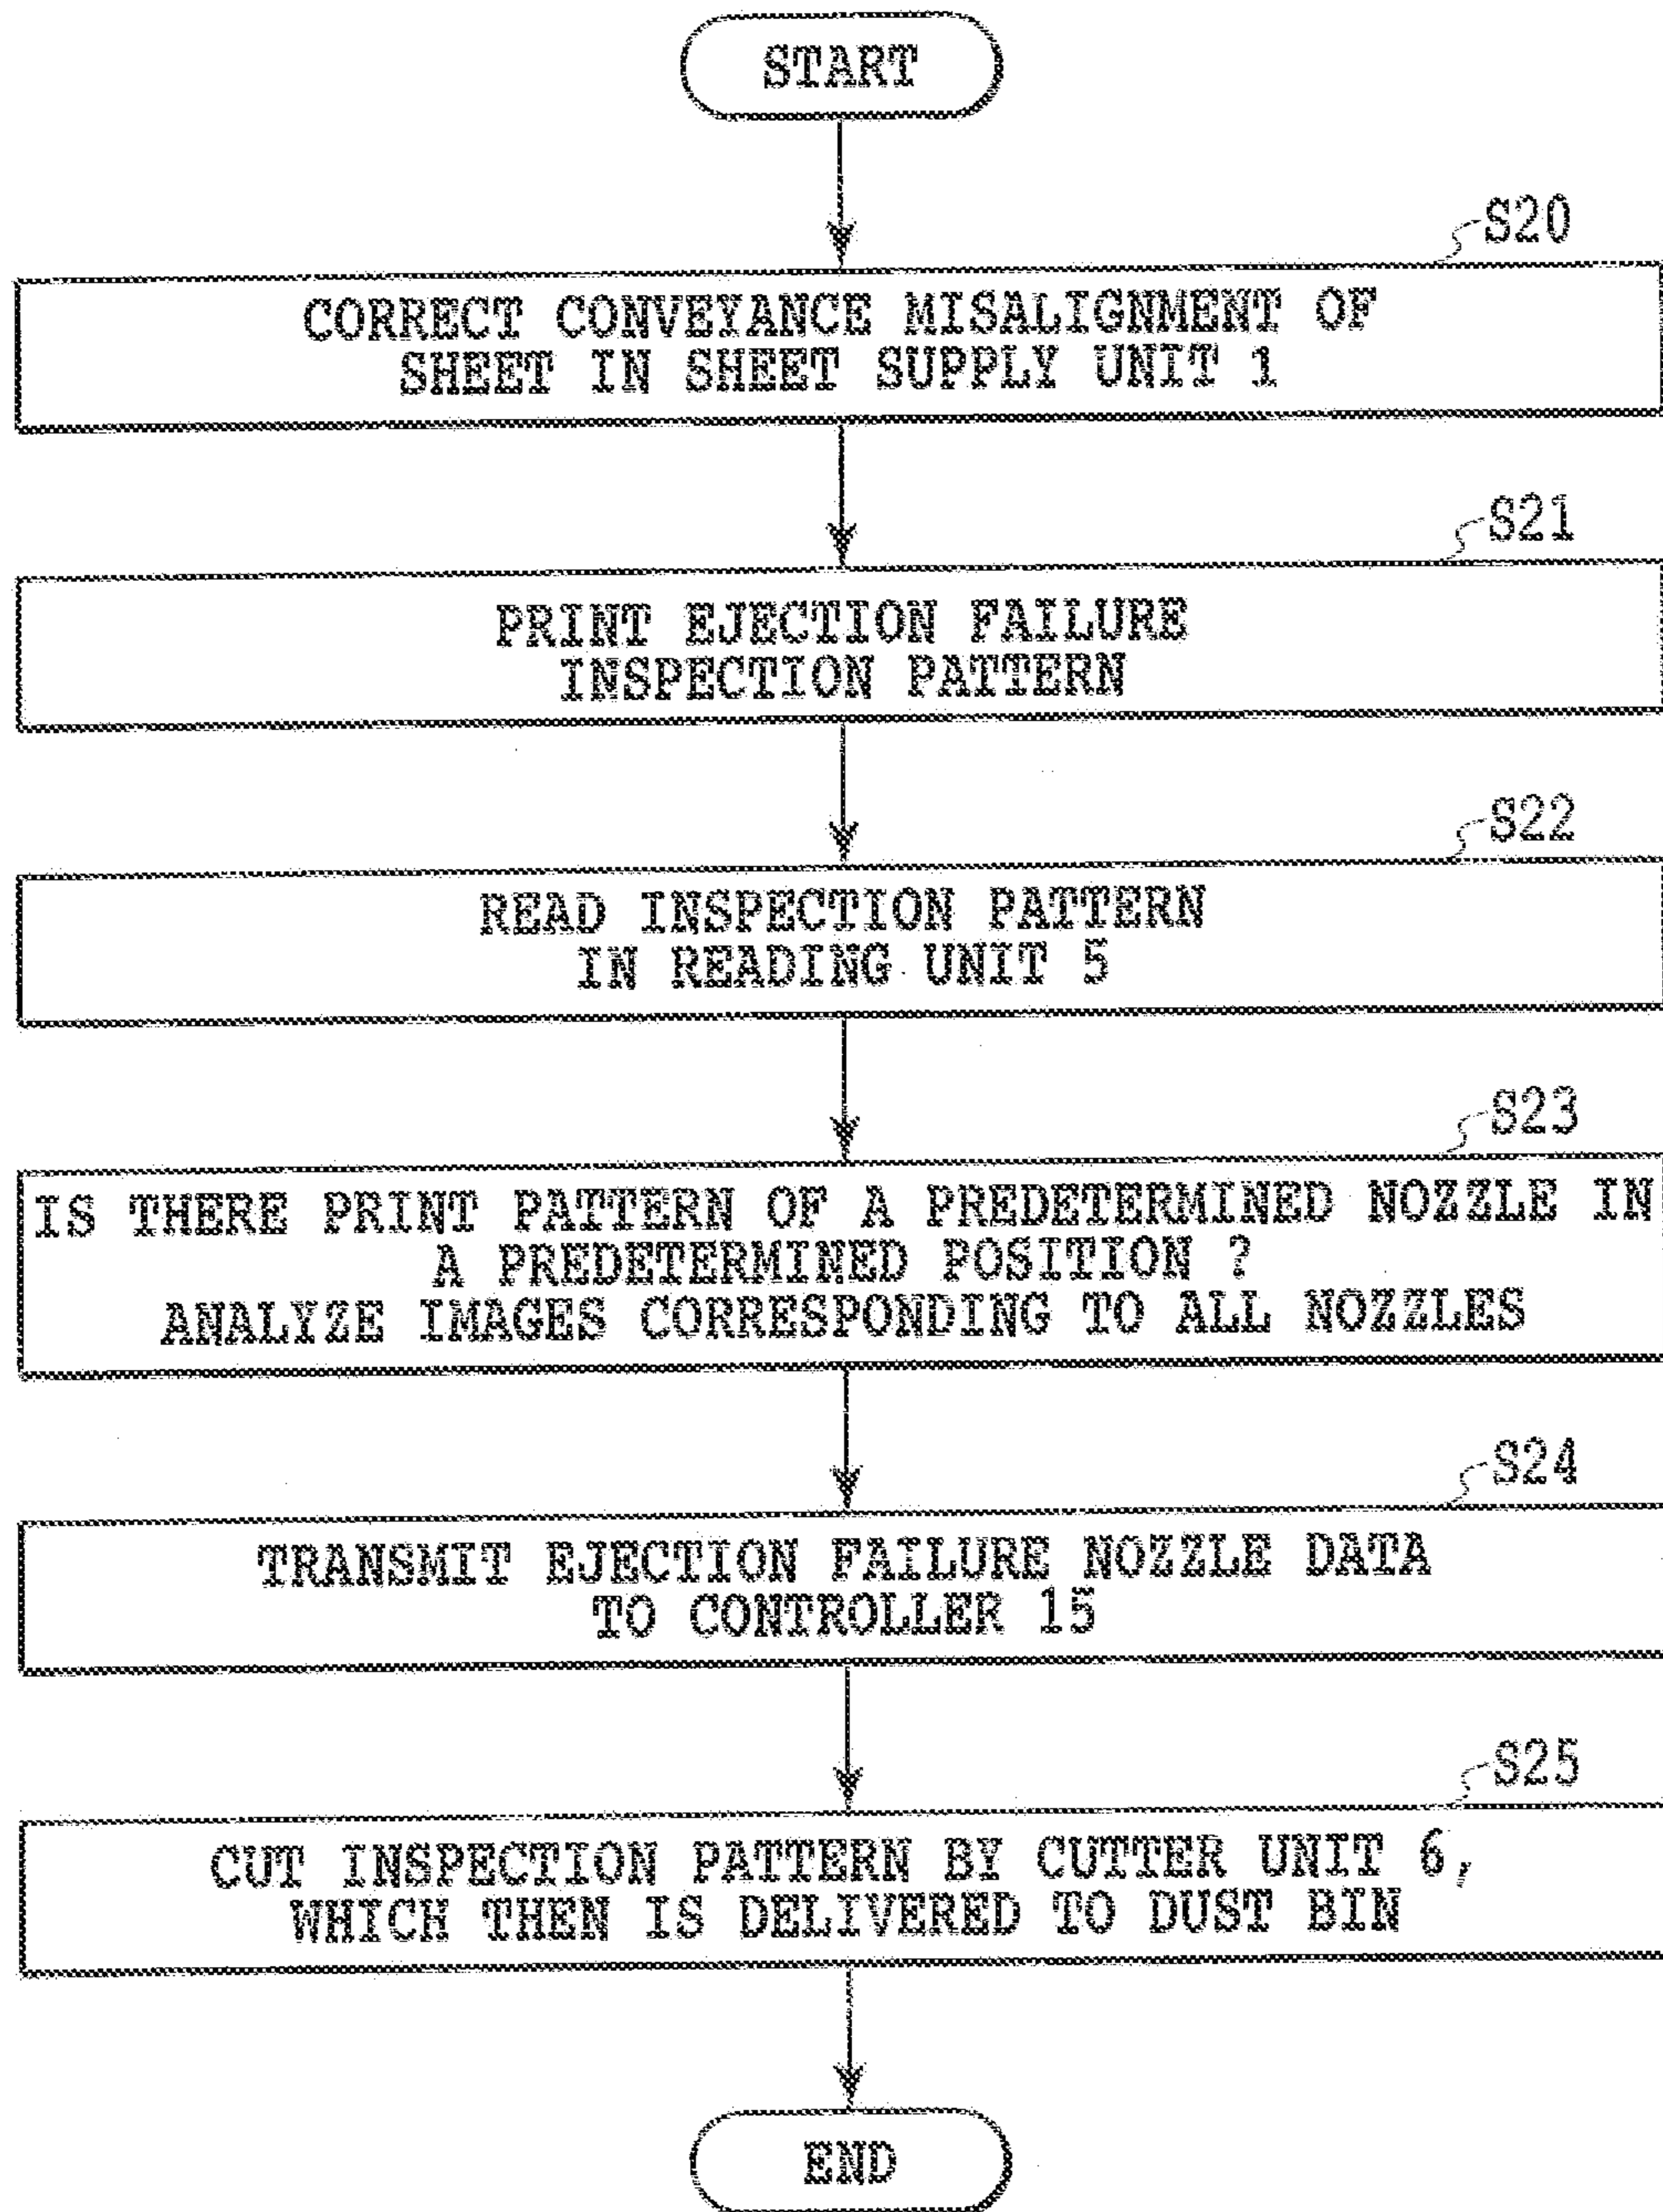 START
S20
CORRECT CONVEYANCE MISALIGNMENT OF
SHEET IN SHEET SUPPLY UNIT 1
S21
PRINT EJECTION FAILURE
INSPECTION PATTERN
S22
READ INSPECTION PATTERN
IN READING UNIT 5
S23
IS THERE PRINT PATTERN OF A PREDETERMINED NOZZLE IN
A PREDETERMINED POSITION ?
ANALYZE IMAGES CORRESPONDING TO ALL NOZZLES
S24
TRANSMIT EJECTION FAILURE NOZZLE DATA
TO CONTROLLER 15
S25
CUT INSPECTION PATTERN BY CUTTER UNIT 6,
WHICH THEN IS DELIVERED TO DUST BIN
END